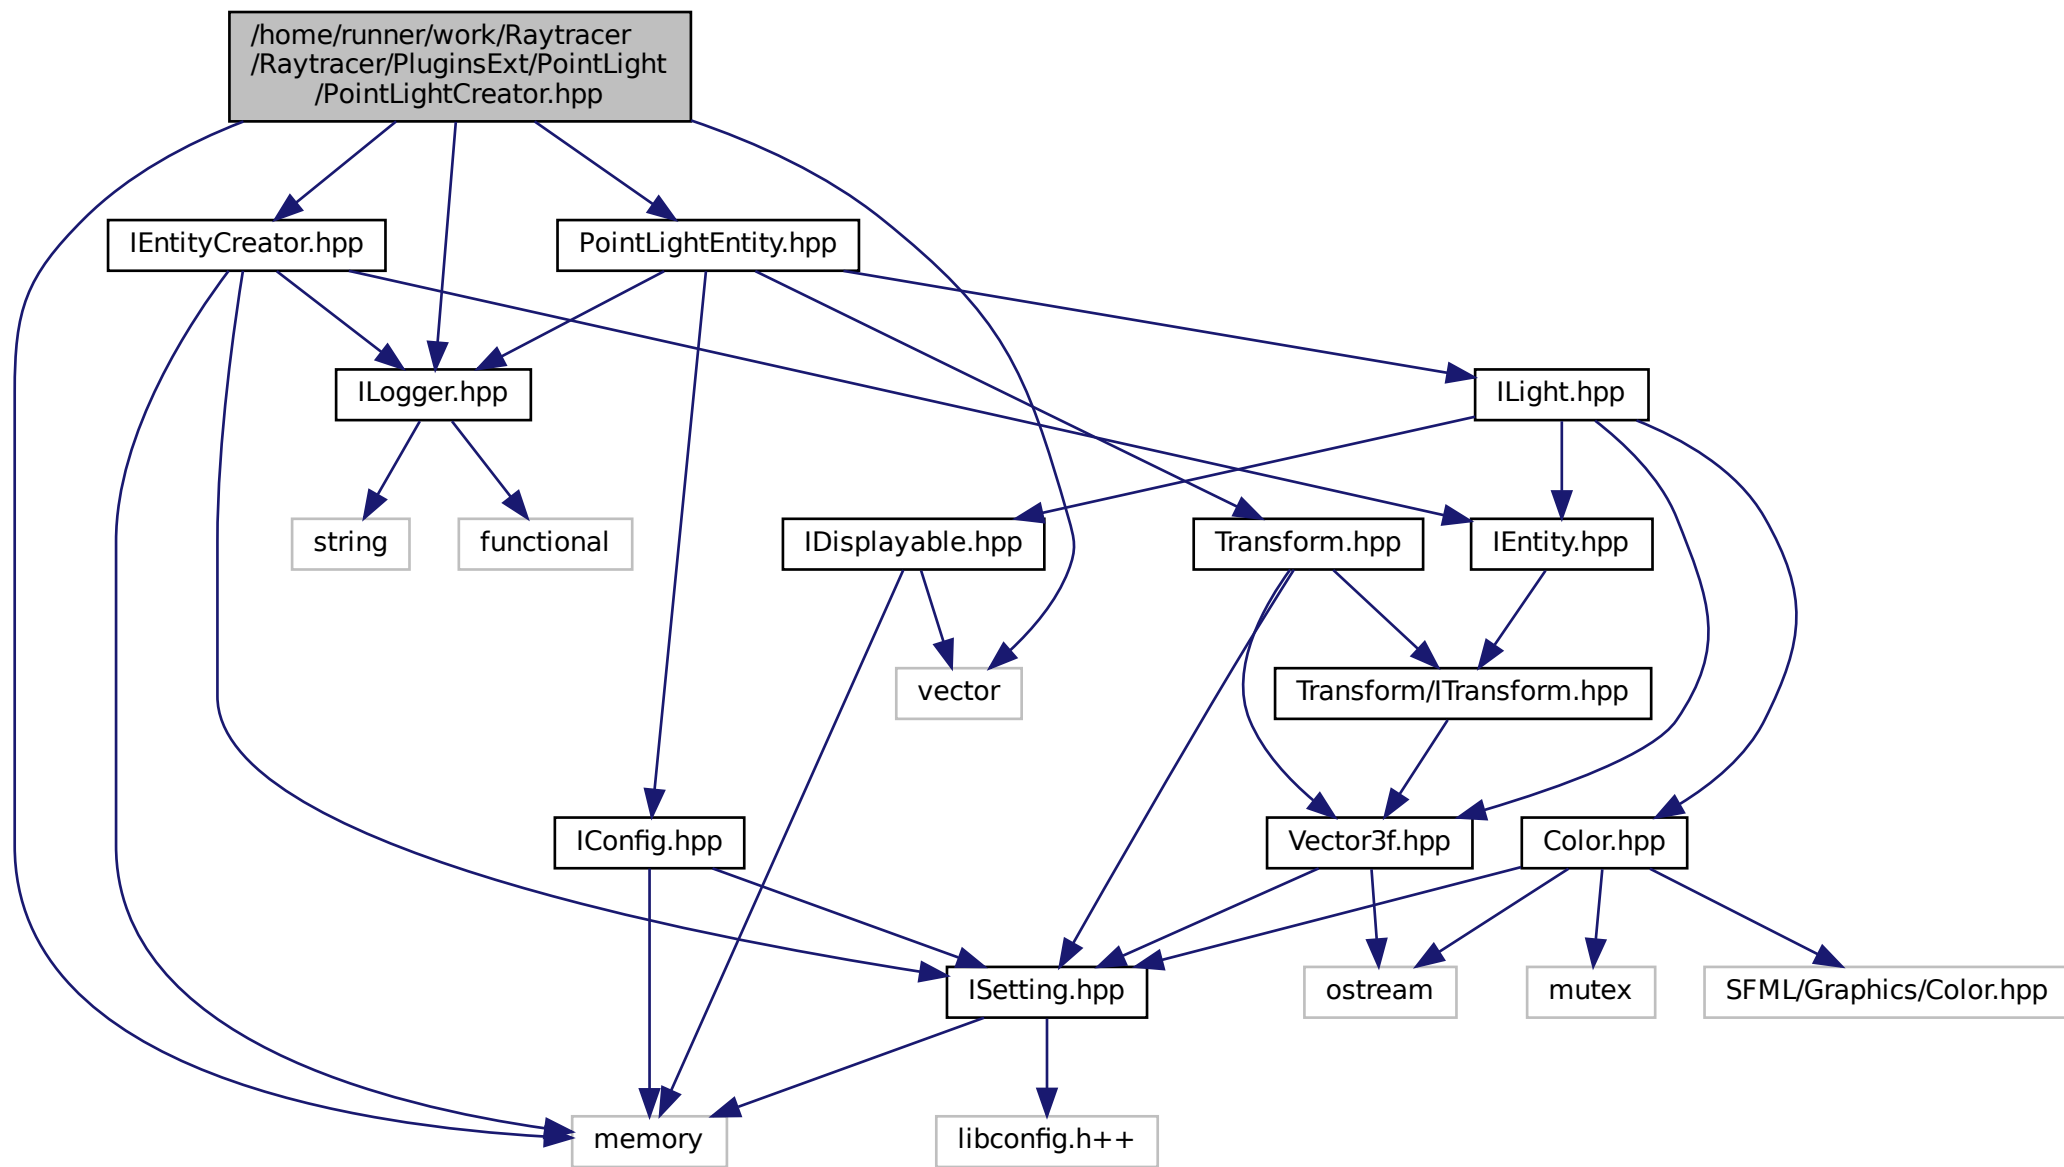 /home/runner/work/Raytracer
/Raytracer/PluginsExt/PointLight
/PointLightCreator.hpp
IEntityCreator.hpp
PointLightEntity.hpp
ILogger.hpp
ILight.hpp
string
functional
IDisplayable.hpp
Transform.hpp
IEntity.hpp
vector
Transform/ITransform.hpp
IConfig.hpp
Vector3f.hpp
Color.hpp
ISetting.hpp
ostream
mutex
SFML/Graphics/Color.hpp
memory
libconfig.h++